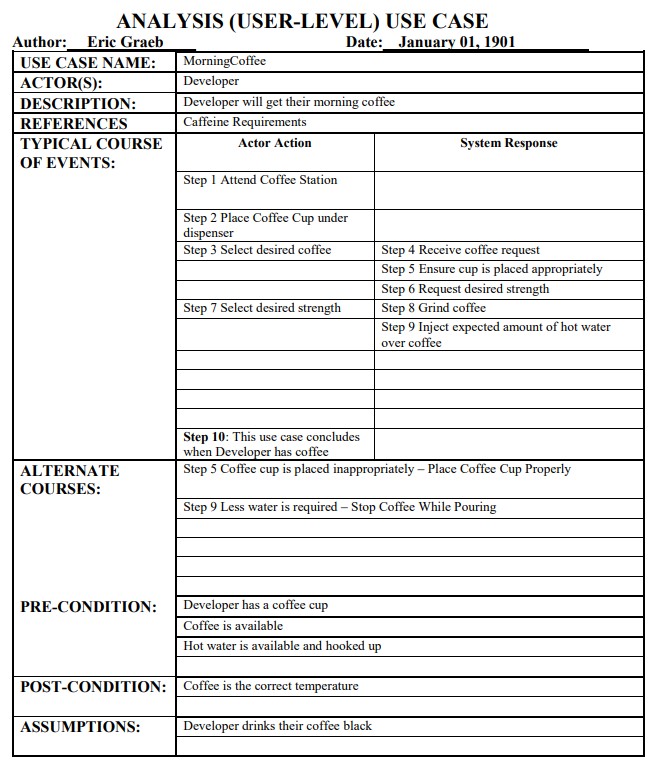 ANALYSIS (USER-LEVEL) USE CASE
Author: Eric Graeb Date: January 01, 1901
USE CASE NAME: MorningCoffee
ACTOR(S): Developer
DESCRIPTION: Developer will get their morning coffee
REFERENCES Caffeine Requirements
TYPICAL COURSE Actor Action System Response
OF EVENTS:
Step 1 Attend Coffee Station
Step 2 Place Coffee Cup under
dispenser
Step 3 Select desired coffee Step 4 Receive coffee request
Step 5 Ensure cup is placed appropriately
Step 6 Request desired strength
Step 7 Select desired strength Step 8 Grind coffee
Step 9 Inject expected amount of hot water
over coffee
Step 10: This use case concludes
when Developer has coffee
ALTERNATE Step 5 Coffee cup is placed inappropriately – Place Coffee Cup Properly
COURSES:
Step 9 Less water is required – Stop Coffee While Pouring
PRE-CONDITION: Developer has a coffee cup
Coffee is available
Hot water is available and hooked up
POST-CONDITION: Coffee is the correct temperature
ASSUMPTIONS: Developer drinks their coffee black